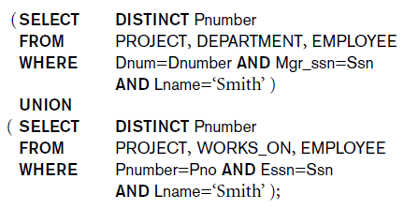 (SELECT DISTINCT Pnumber
FROM PROJECT, DEPARTMENT, EMPLOYEE
WHERE Dnum=Dnumber AND Mgr_ssn=Ssn
AND Lname=‘Smith’ )
UNION
( SELECT DISTINCT Pnumber
FROM PROJECT, WORKS_ON, EMPLOYEE
WHERE Pnumber=Pno AND Essn=Ssn
AND Lname=‘Smith’ );